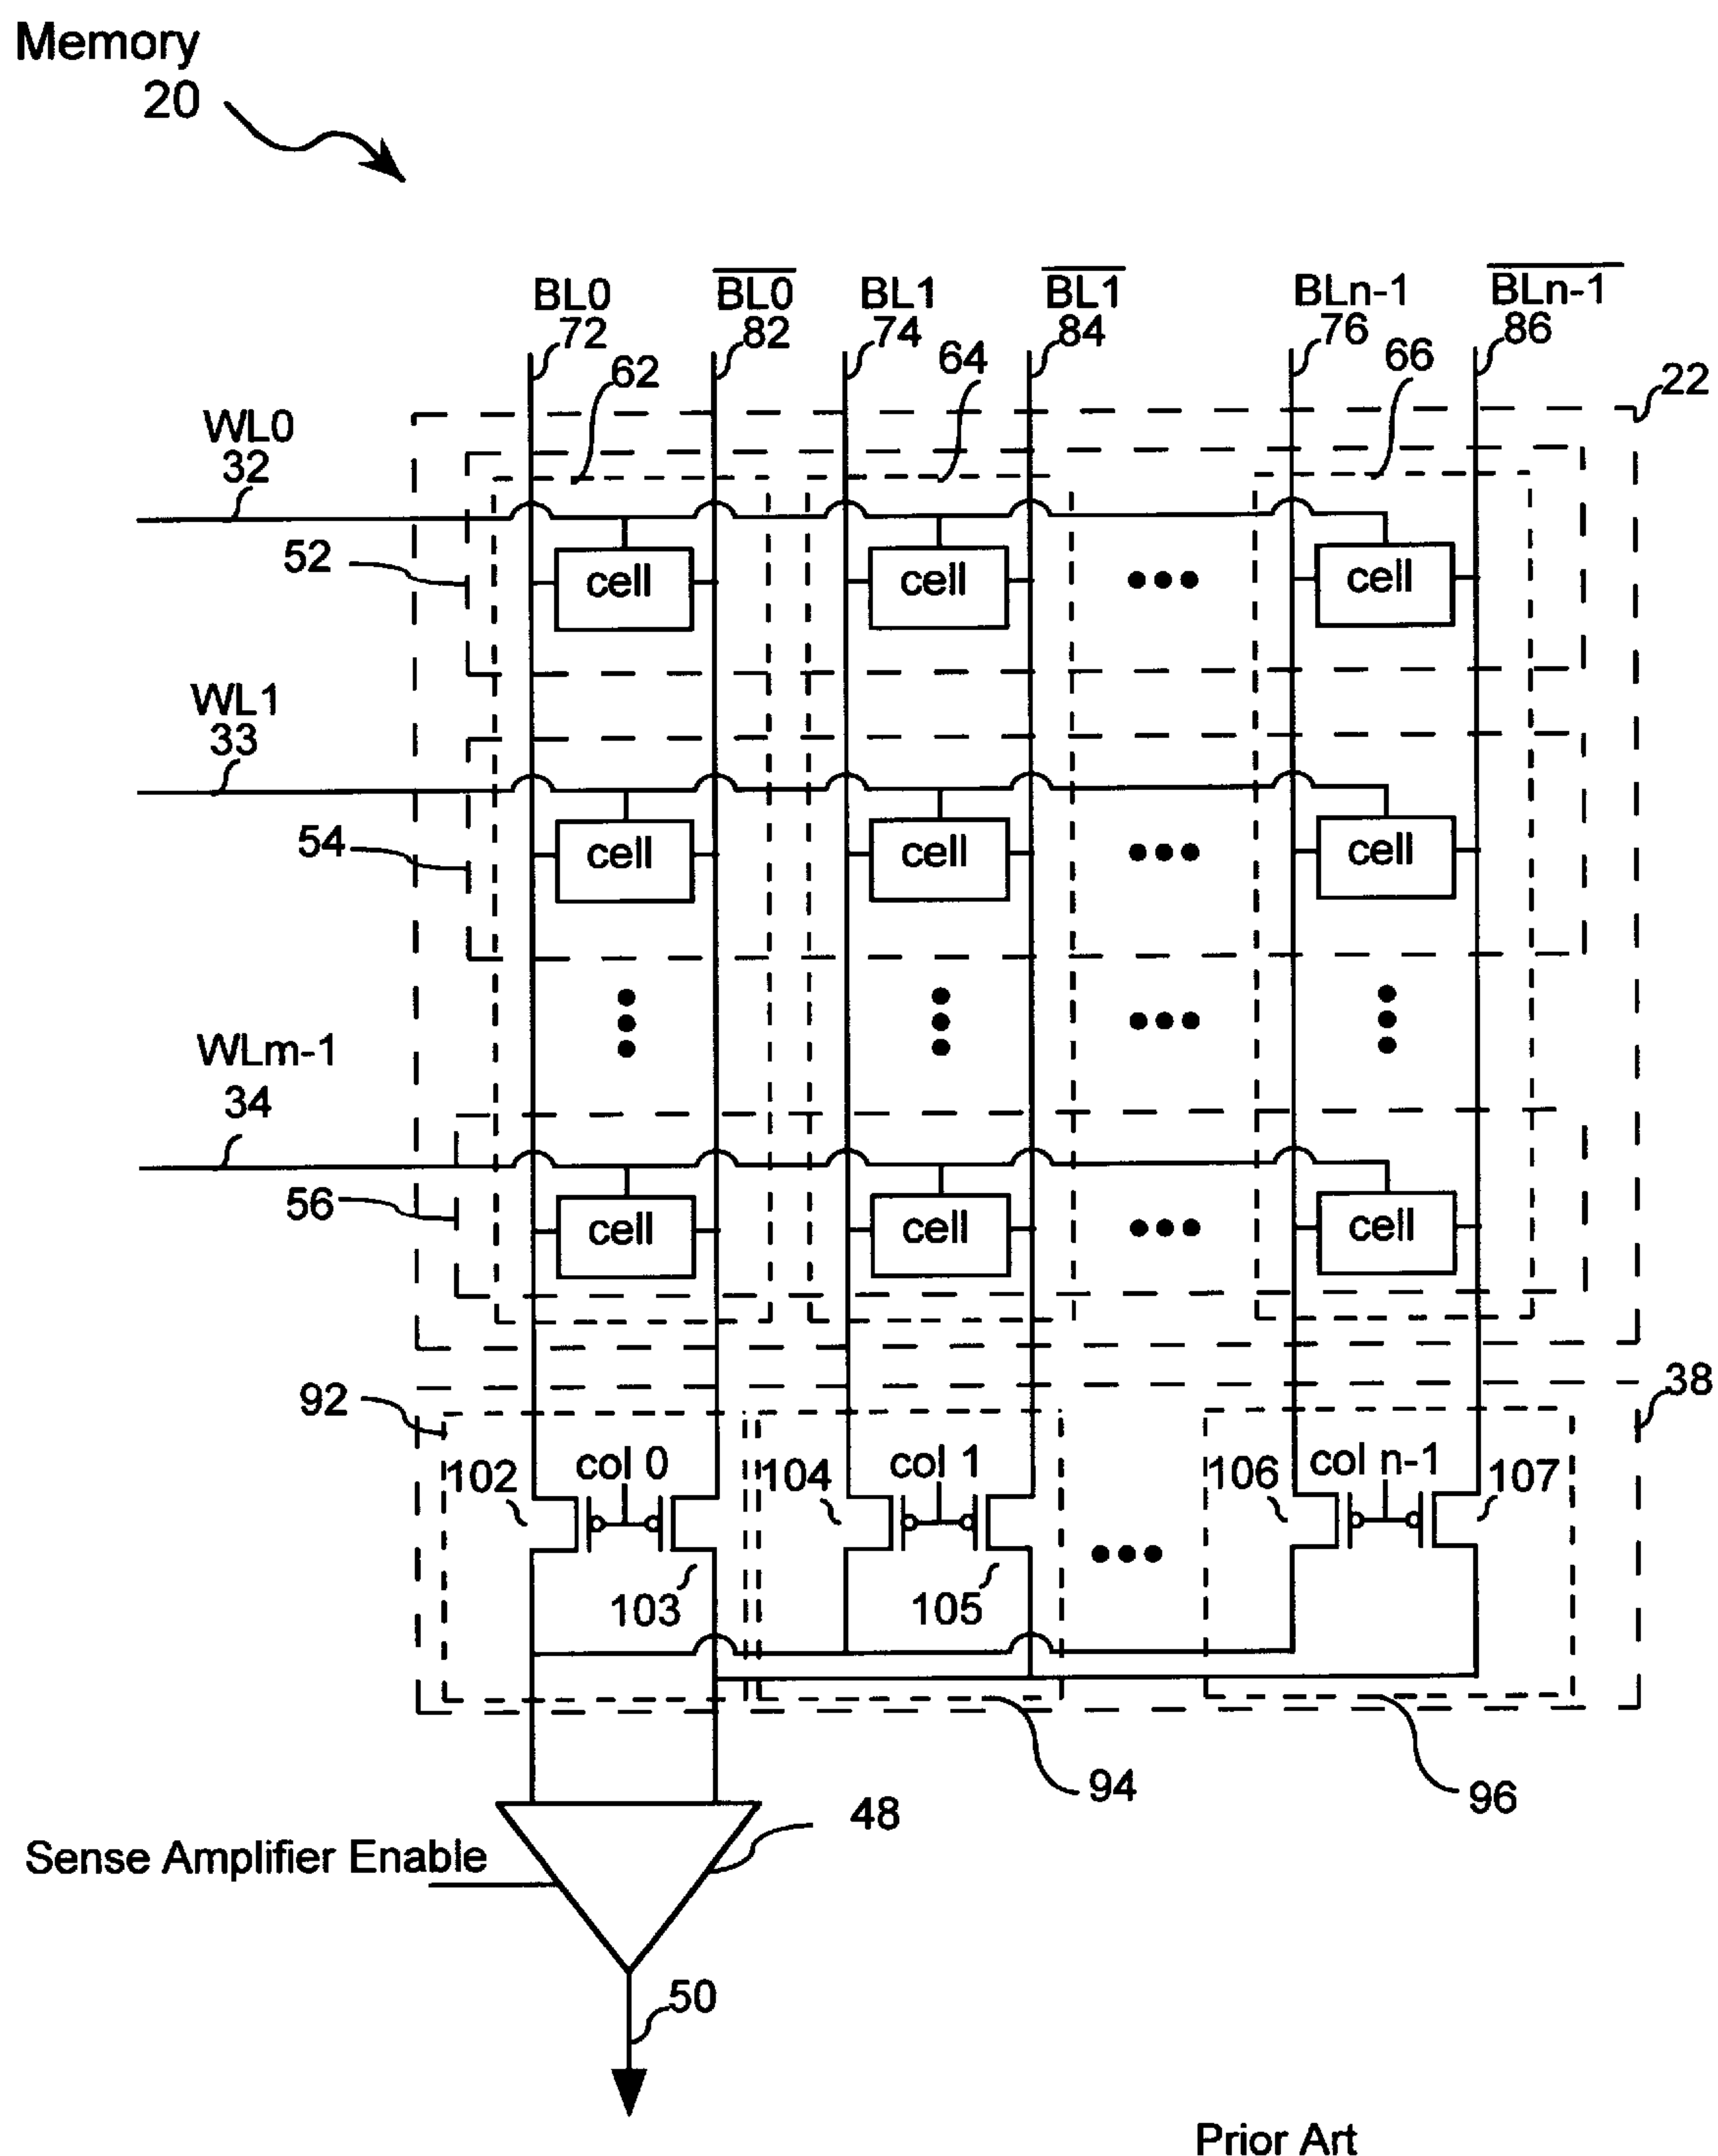 Memory
20
BL0
72
BL0
82
BL1
74
BL1
84
BLn-1
76
BLn-1
86
62
64
66
22
WL0
32
52
cell
cell
cell
WL1
33
54
cell
cell
cell
WLm-1
34
56
cell
cell
cell
92
38
102
col 0
104
col 1
106
col n-1
107
103
105
94
96
48
Sense Amplifier Enable
50
Prior Art